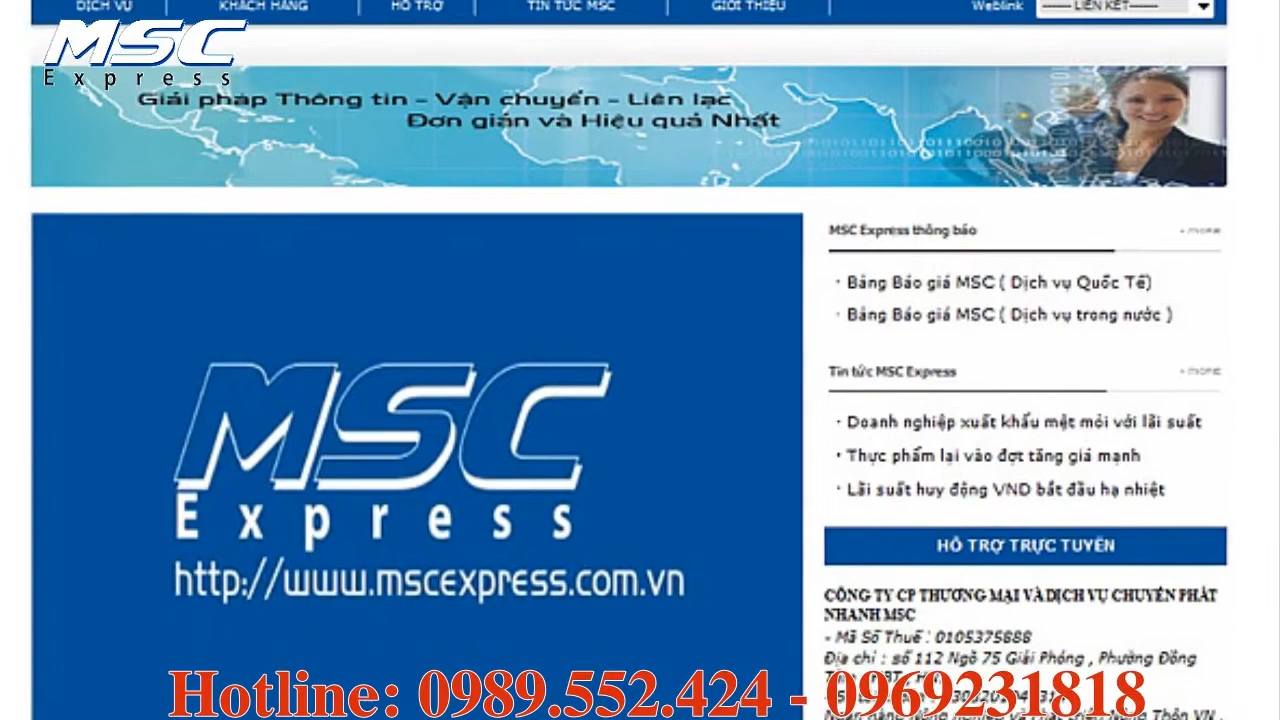 DỊCH VỤ KHÁCH HÀNG HỖ TRỢ TIN TỨC MSC GIỚI THIỆU Weblink LIÊN KẾT
MSC
Express
Giải pháp Thông tin - Vận chuyển - Liên lạc
Đơn giản và Hiệu quả Nhất
MSC Express thông báo + more
· Bảng Báo giá MSC ( Dịch vụ Quốc Tế)
· Bảng Báo giá MSC ( Dịch vụ trong nước )
Tin tức MSC Express + more
· Doanh nghiệp xuất khẩu mệt mỏi với lãi suất
· Thực phẩm lại vào đợt tăng giá mạnh
· Lãi suất huy động VND bắt đầu hạ nhiệt
MSC
Express
http://www.mscexpress.com.vn
HỖ TRỢ TRỰC TUYẾN
CÔNG TY CP THƯƠNG MẠI VÀ DỊCH VỤ CHUYỂN PHÁT
NHANH MSC
- Mã Số Thuế : 0105375888
Địa chỉ : số 112 Ngõ 75 Giải Phóng , Phường Đồng
Hotline: 0989.552.424 - 0969231818